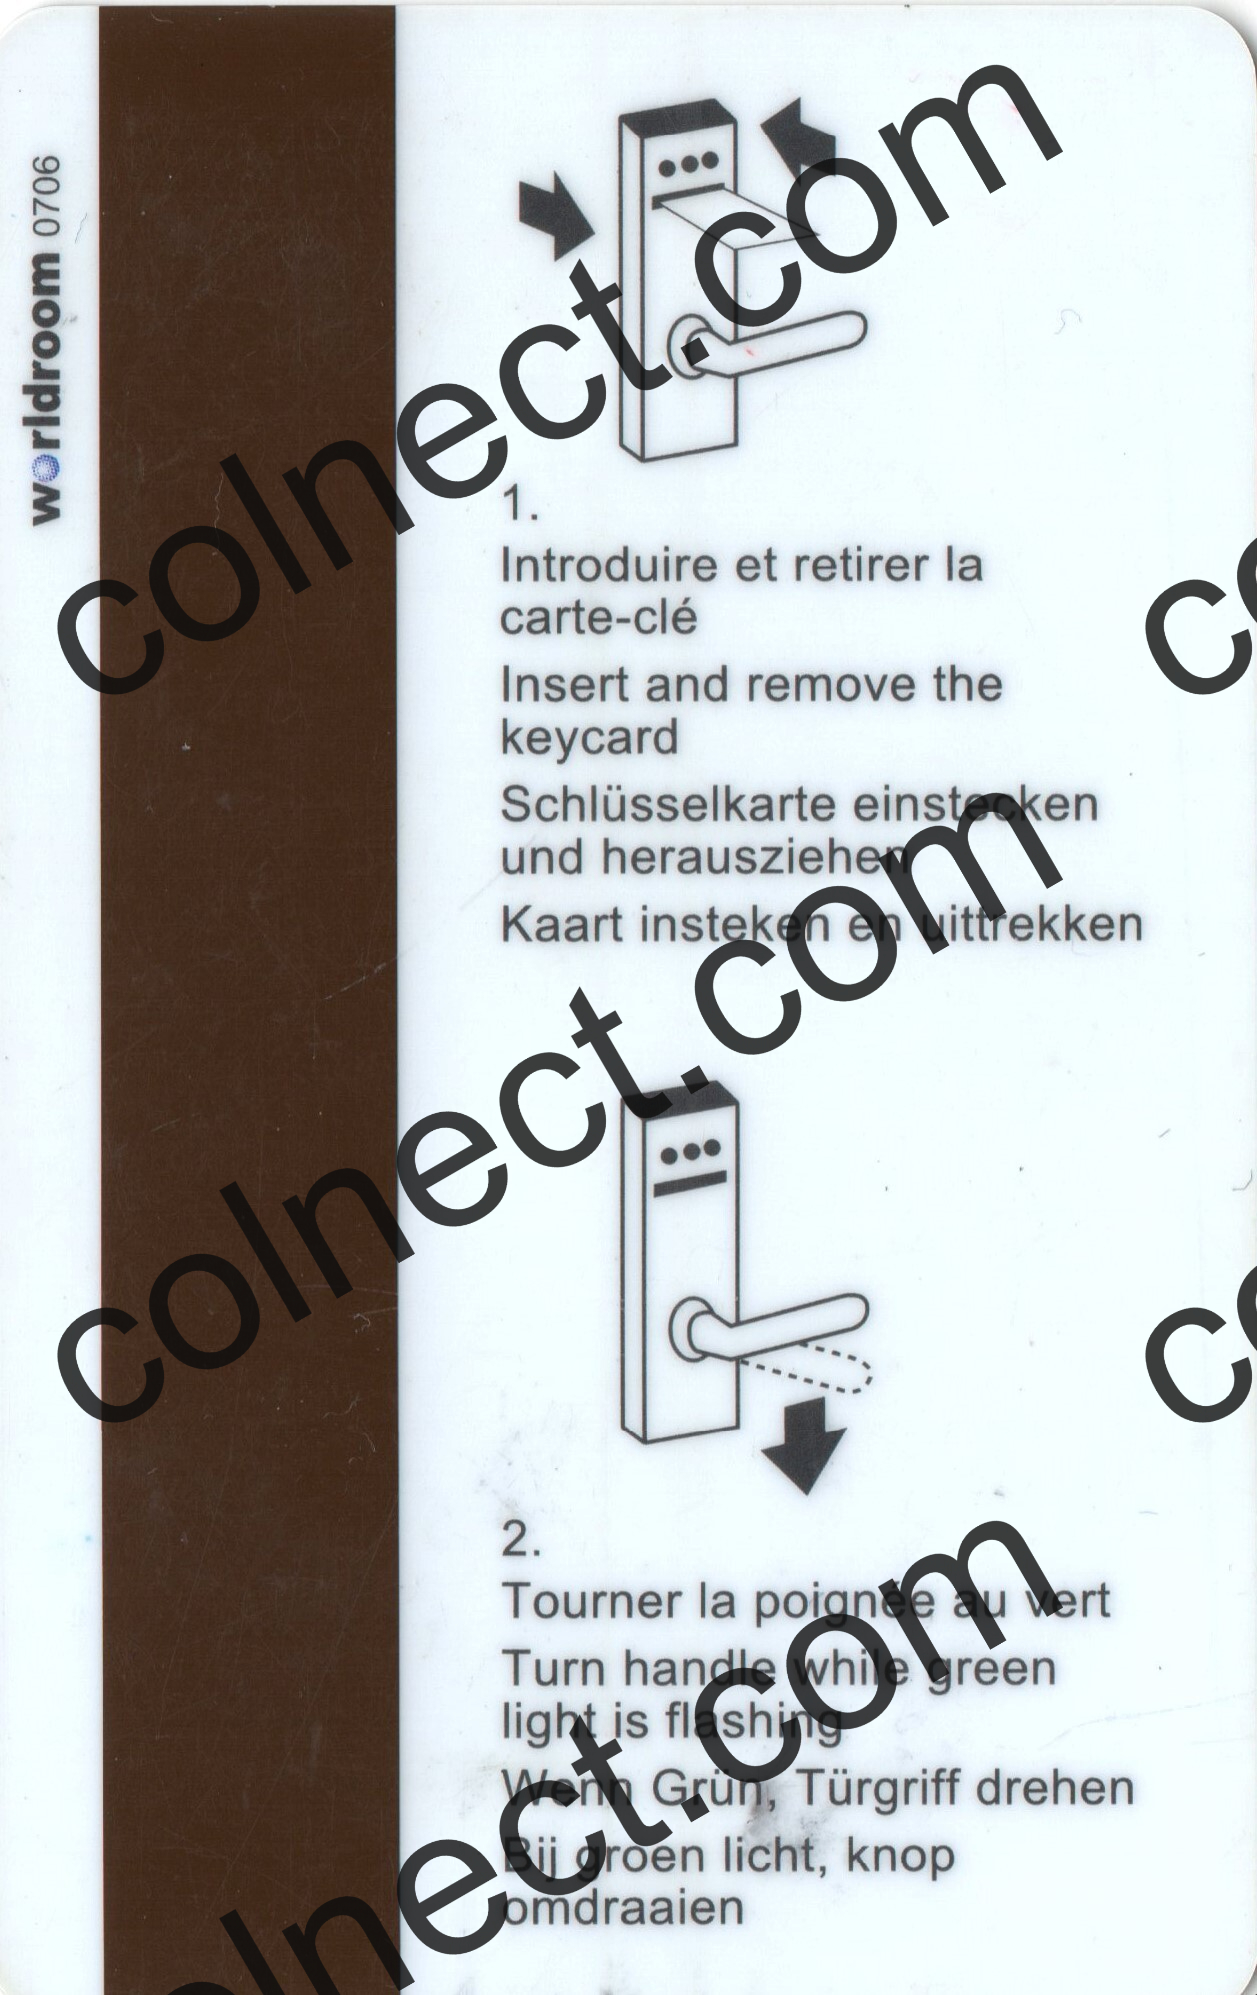 worldroom 0706
1.
Introduire et retirer la
carte-clé
Insert and remove the
keycard
Schlüsselkarte einstecken
und herausziehen
Kaart insteken en uittrekken
2.
Tourner la poignée au vert
Turn handle while green
light is flashing
Wenn Grün, Türgriff drehen
Bij groen licht, knop
omdraaien
colnect.com
colnect.com
colnect.com
co
co